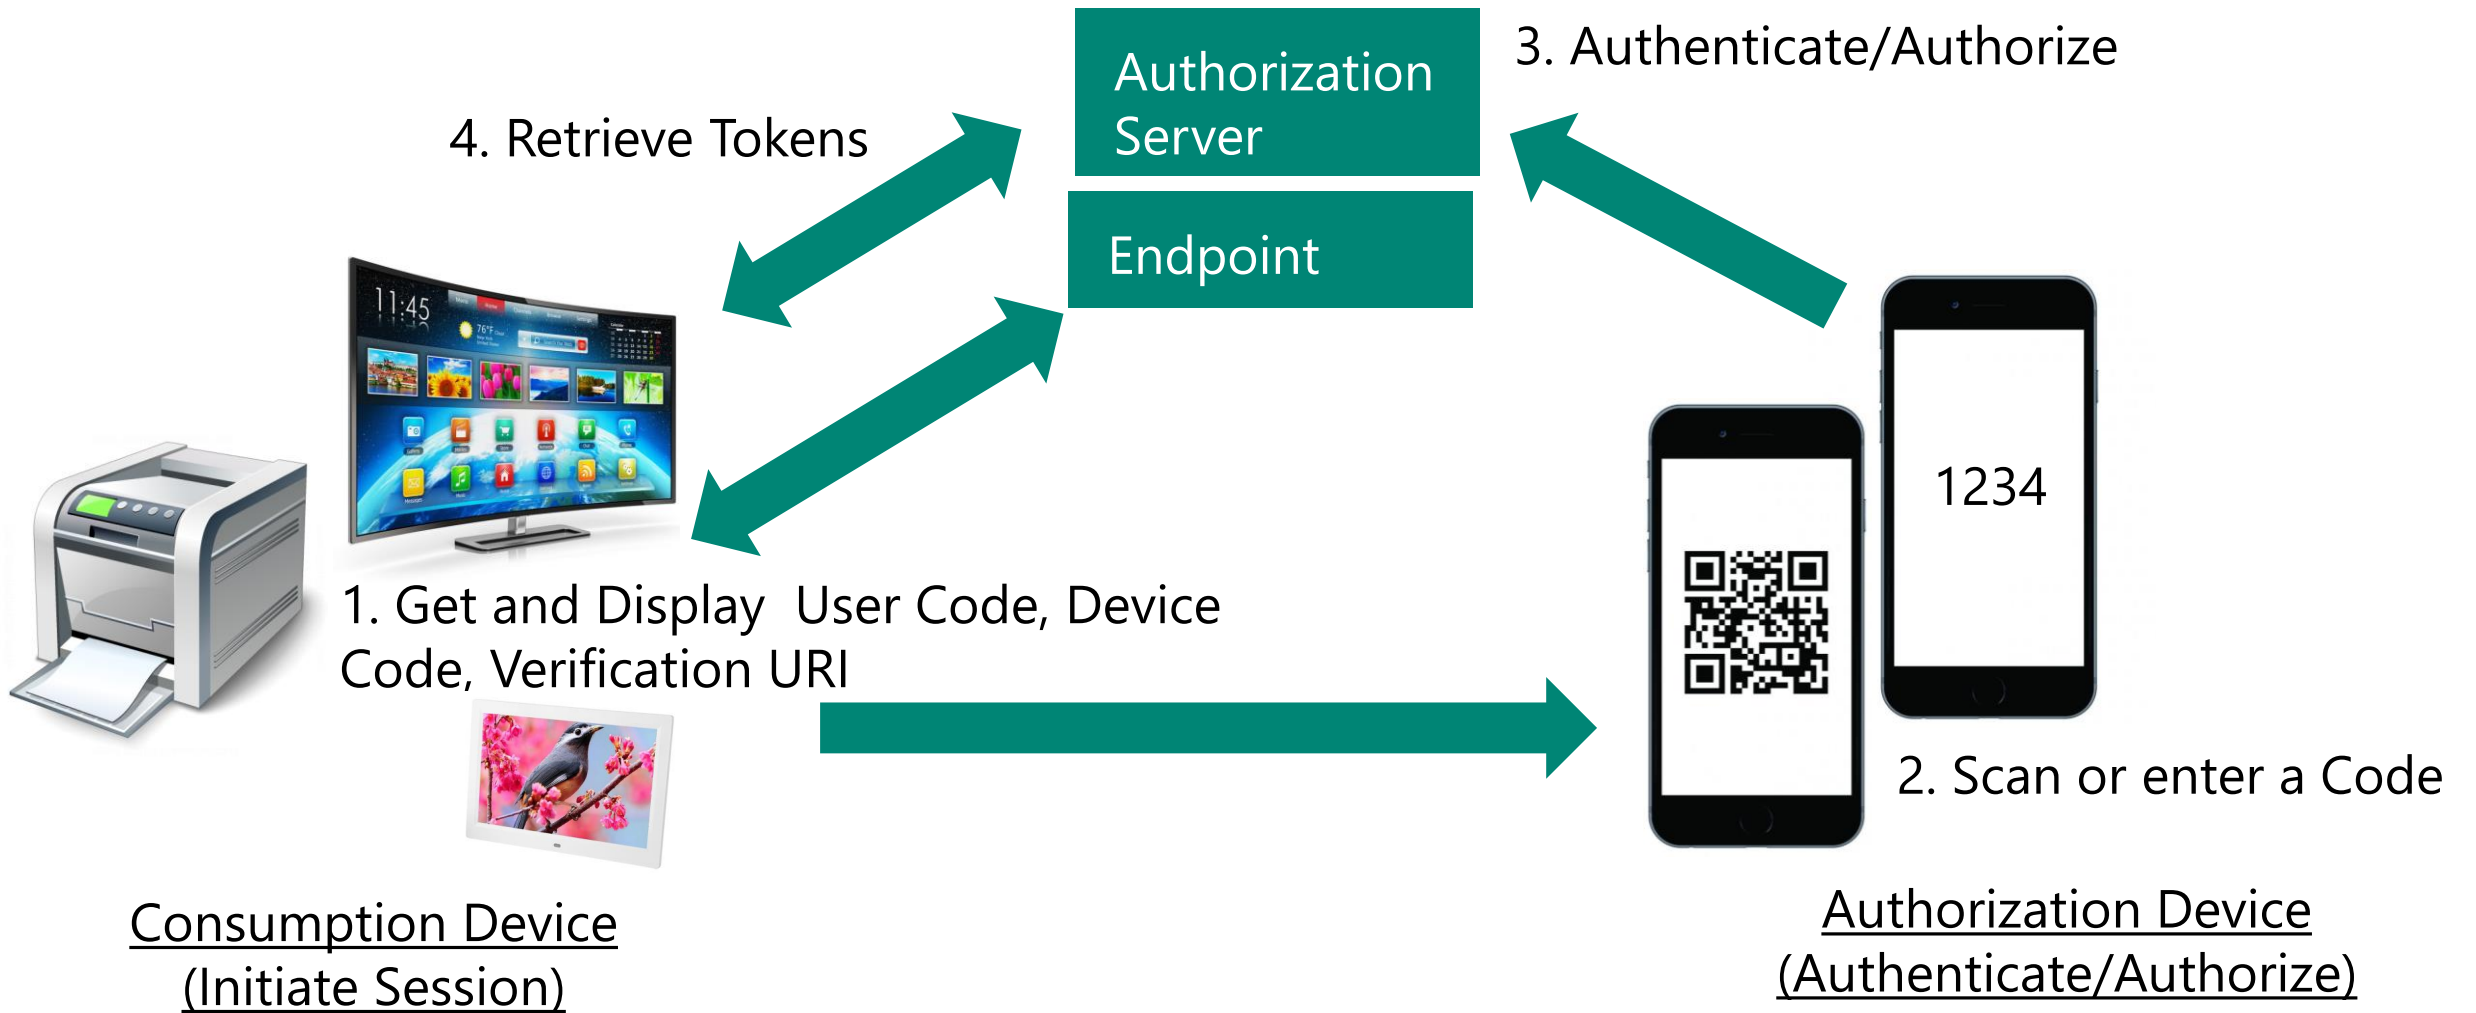 Authorization
Server
3. Authenticate/Authorize
4. Retrieve Tokens
Endpoint
11:45
76°F
1234
1. Get and Display  User Code, Device
Code, Verification URI
2. Scan or enter a Code
Consumption Device
(Initiate Session)
Authorization Device
(Authenticate/Authorize)